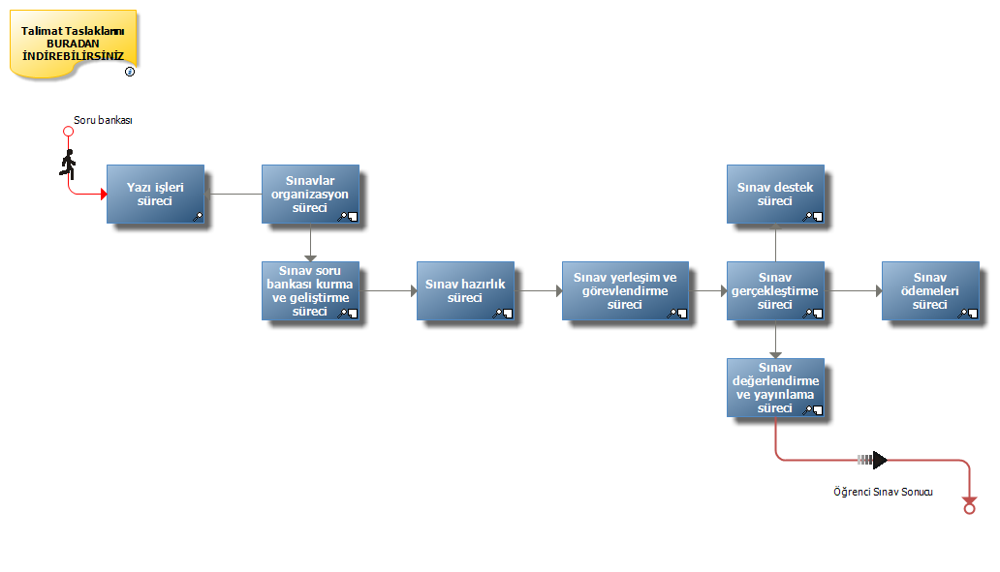 Talimat Taslaklarını
BURADAN
İNDİREBİLİRSİNİZ
Soru bankası
Yazı işleri
süreci
Sınavlar
organizasyon
süreci
Sınav destek
süreci
Sınav soru
bankası kurma
ve geliştirme
süreci
Sınav hazırlık
süreci
Sınav yerleşim ve
görevlendirme
süreci
Sınav
gerçekleştirme
süreci
Sınav
ödemeleri
süreci
Sınav
değerlendirme
ve yayınlama
süreci
Öğrenci Sınav Sonucu